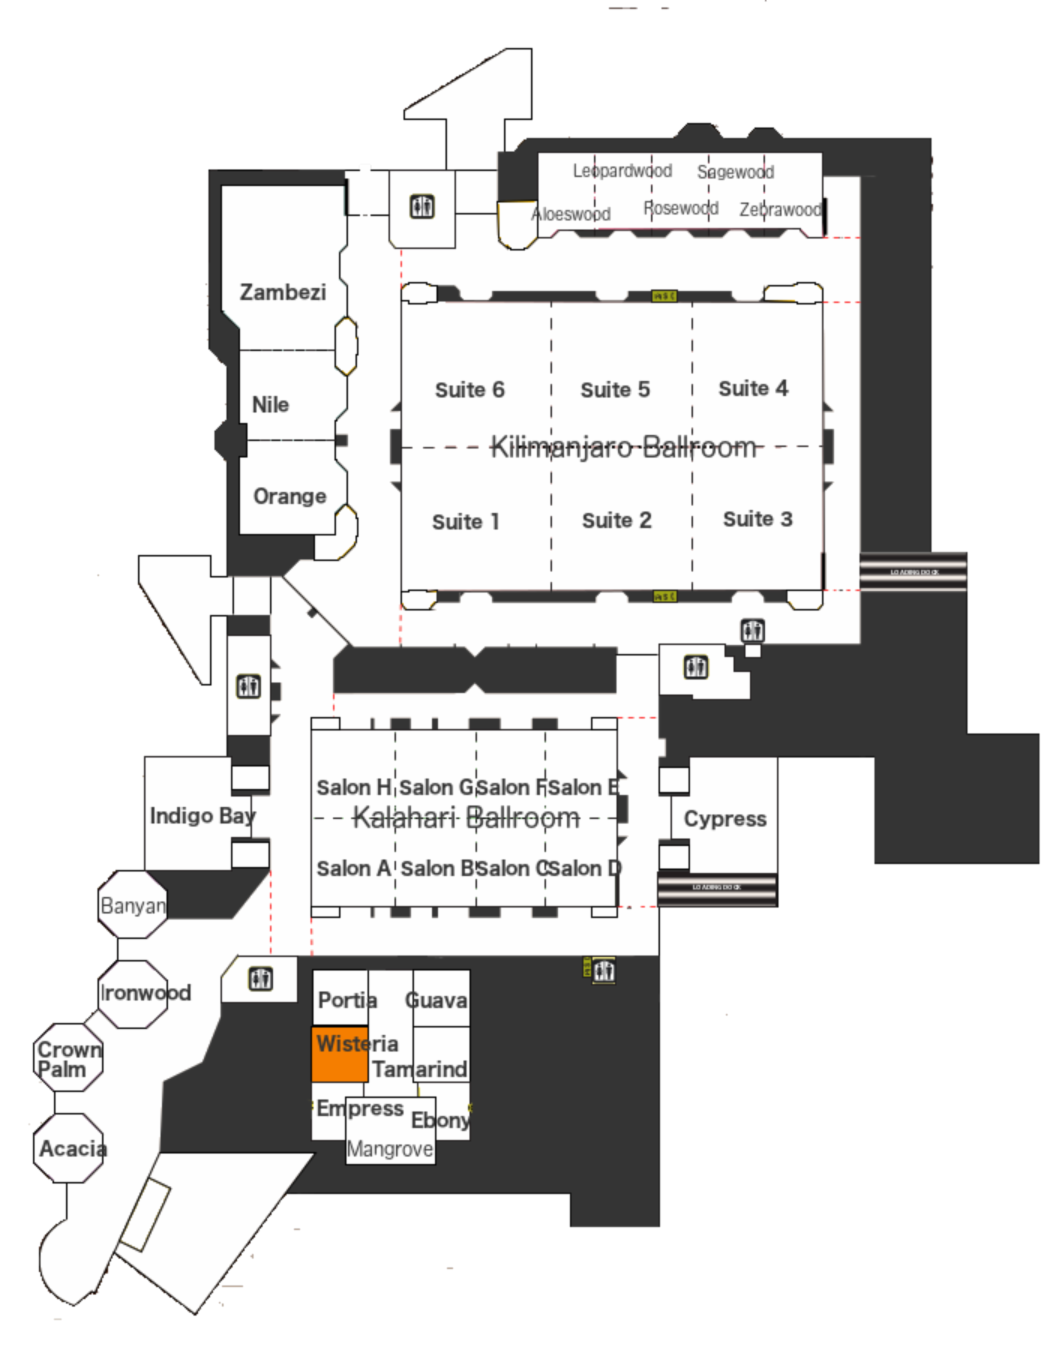 Leopardwood
Sagewood
Aloeswood
Rosewood
Zebrawood
Zambezi
Suite 6
Suite 5
Suite 4
Nile
Kilimanjaro Ballroom
Orange
Suite 1
Suite 2
Suite 3
LOADING DOCK
Salon H
Salon G
Salon F
Salon E
Indigo Bay
Kalahari Ballroom
Cypress
Salon A
Salon B
Salon C
Salon D
LOADING DOCK
Banyan
Ironwood
Portia
Guava
Crown
Palm
Wisteria
Tamarind
Empress
Ebony
Acacia
Mangrove